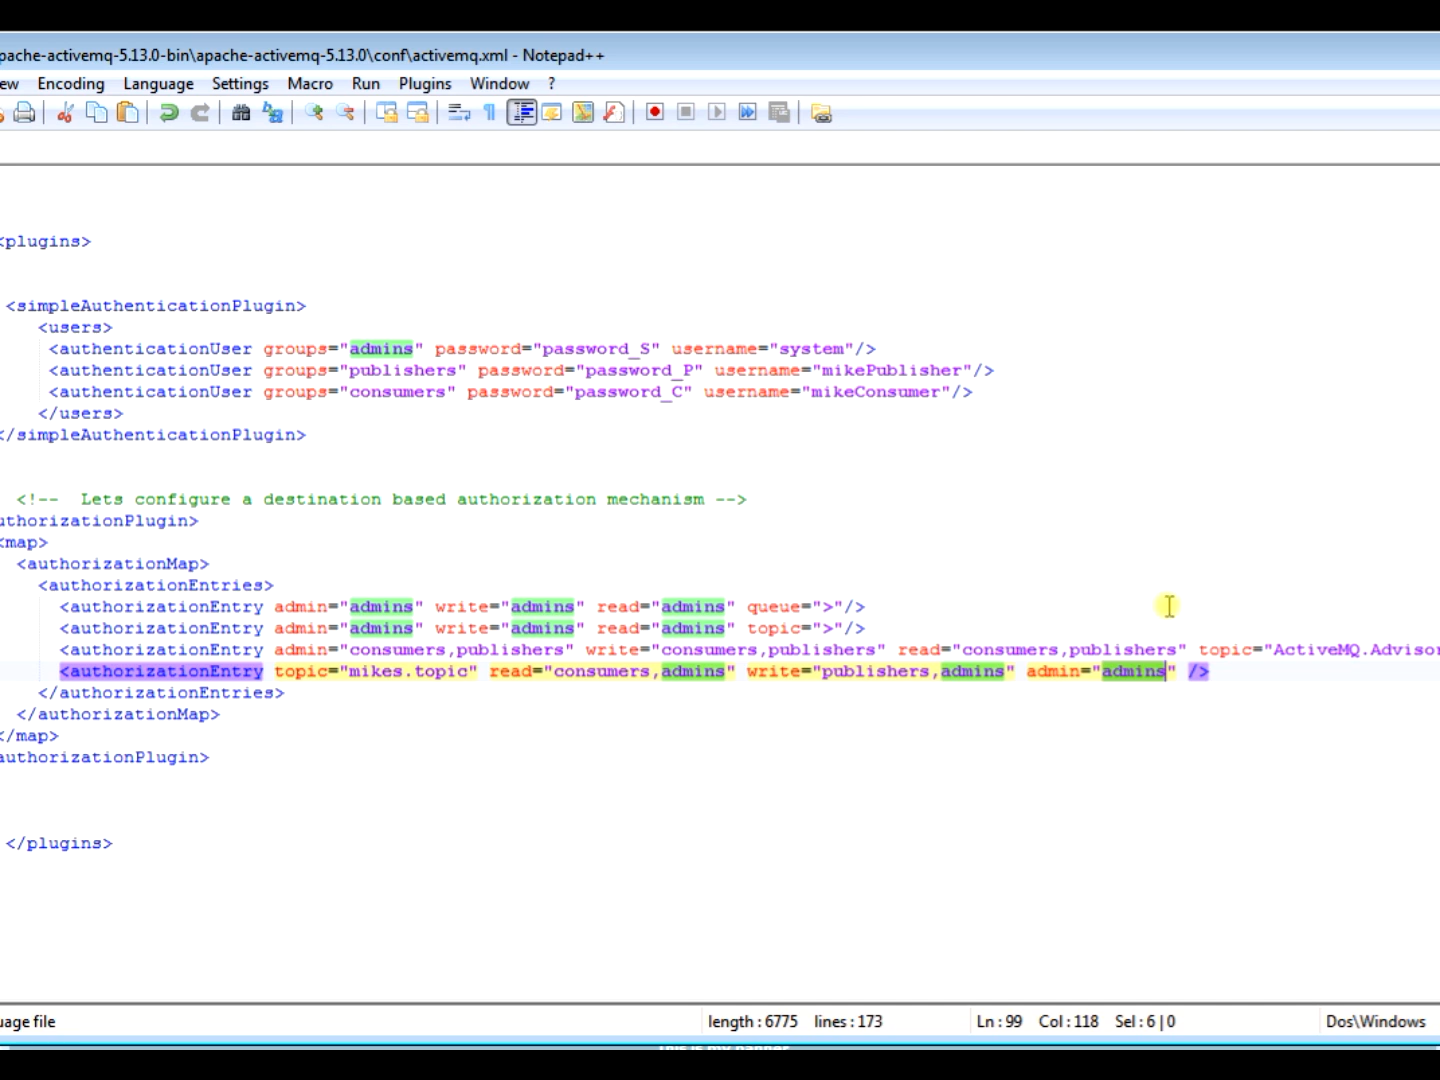 pache-activemq-5.13.0-bin\apache-activemq-5.13.0\conf\activemq.xml - Notepad++
ew Encoding Language Settings Macro Run Plugins Window ?
<plugins>
<simpleAuthenticationPlugin>
<users>
<authenticationUser groups="admins" password="password_S" username="system"/>
<authenticationUser groups="publishers" password="password_P" username="mikePublisher"/>
<authenticationUser groups="consumers" password="password_C" username="mikeConsumer"/>
</users>
</simpleAuthenticationPlugin>
<!-- Lets configure a destination based authorization mechanism -->
uthorizationPlugin>
<map>
<authorizationMap>
<authorizationEntries>
<authorizationEntry admin="admins" write="admins" read="admins" queue=">"/>
<authorizationEntry admin="admins" write="admins" read="admins" topic=">"/>
<authorizationEntry admin="consumers,publishers" write="consumers,publishers" read="consumers,publishers" topic="ActiveMQ.Adviso
<authorizationEntry topic="mikes.topic" read="consumers,admins" write="publishers,admins" admin="admins" />
</authorizationEntries>
</authorizationMap>
</map>
authorizationPlugin>
</plugins>
uage file length : 6775 lines : 173 Ln : 99 Col : 118 Sel : 6 | 0 Dos\Windows